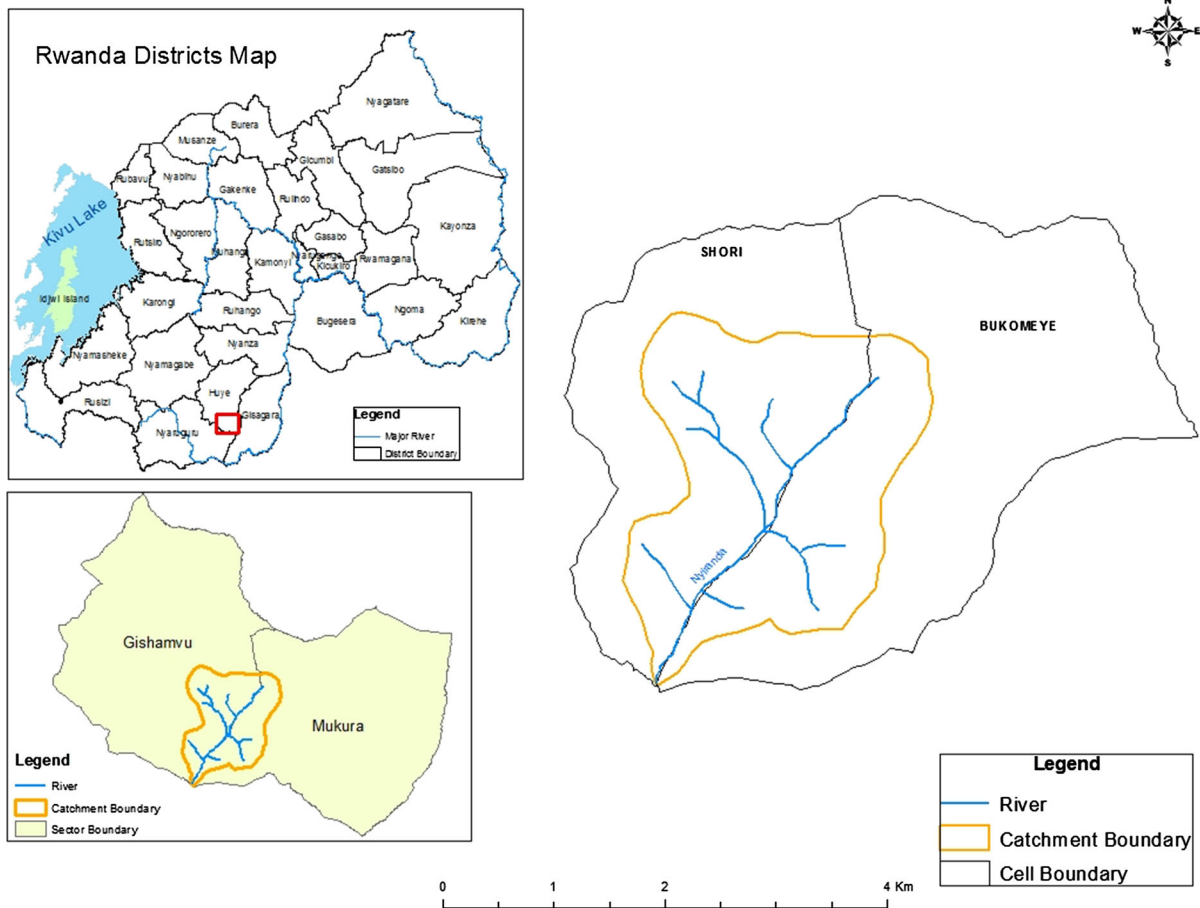 Rwanda Districts Map
Nyagatare
Burera
Musanze
Gicumbi
Gatsibo
Rubavu
Nyabihu
Gakenke
Rulindo
Kivu Lake
Kayonza
Rutsiro
Ngororero
Gasabo
Muhanga
Kamonyi
Kicukiro
Rwamagana
Idjwi Island
Karongi
Ruhango
Ngoma
Kirehe
Bugesera
Nyanza
Nyamasheke
Nyamagabe
Huye
Rusizi
Gisagara
Nyaruguru
Legend
Major River
District Boundary
Gishamvu
Mukura
Legend
River
Catchment Boundary
Sector Boundary
N
W E
S
SHORI
BUKOMEYE
Legend
River
Catchment Boundary
Cell Boundary
0 1 2 4 Km